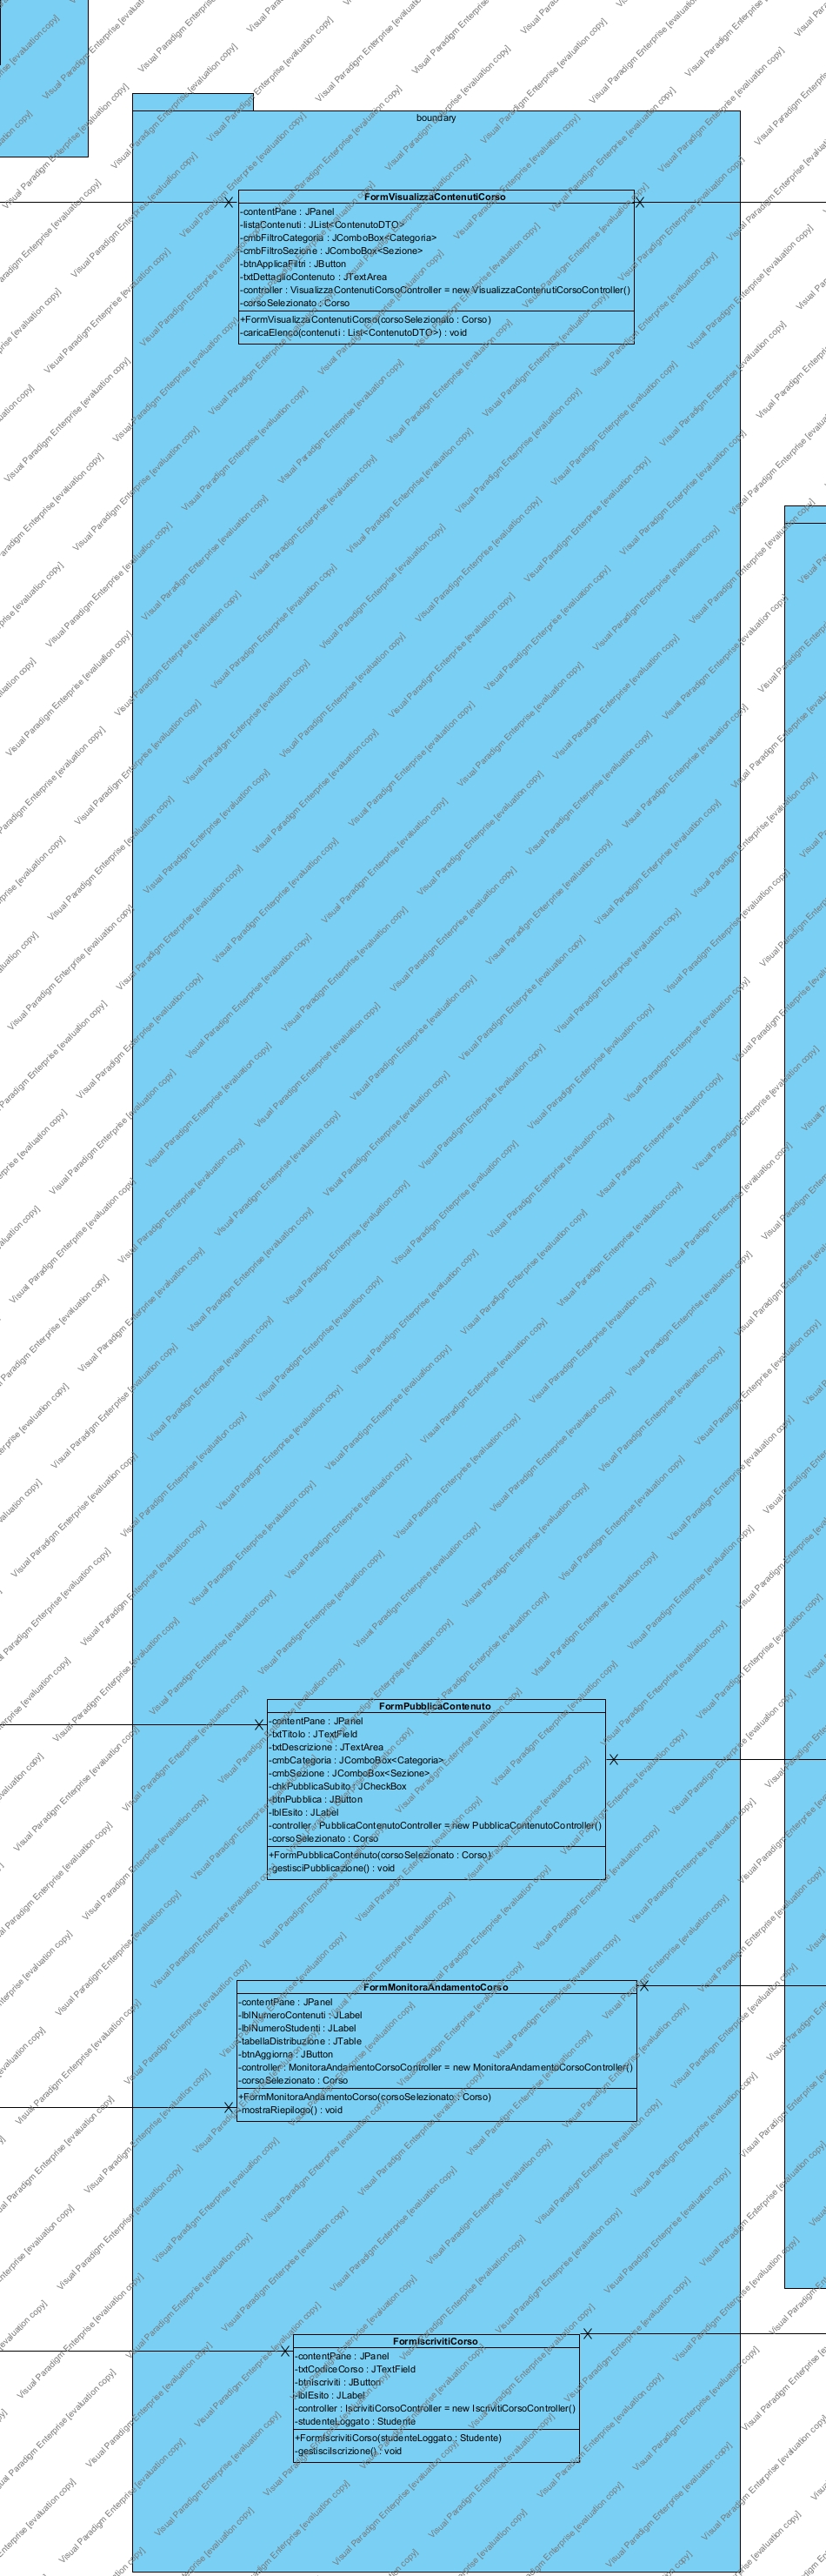 boundary
FormVisualizzaContenutiCorso
-contentPane : JPanel
-listaContenuti : JList<ContenutoDTO>
-cmbFiltroCategoria : JComboBox<Categoria>
-cmbFiltroSezione : JComboBox<Sezione>
-btnApplicaFiltri : JButton
-txtDettaglioContenuto : JTextArea
-controller : VisualizzaContenutiCorsoController = new VisualizzaContenutiCorsoController()
-corsoSelezionato : Corso
+FormVisualizzaContenutiCorso(corsoSelezionato : Corso)
-caricaElenco(contenuti : List<ContenutoDTO>) : void
FormPubblicaContenuto
-contentPane : JPanel
-txtTitolo : JTextField
-txtDescrizione : JTextArea
-cmbCategoria : JComboBox<Categoria>
-cmbSezione : JComboBox<Sezione>
-chkPubblicaSubito : JCheckBox
-btnPubblica : JButton
-lblEsito : JLabel
-controller : PubblicaContenutoController = new PubblicaContenutoController()
-corsoSelezionato : Corso
+FormPubblicaContenuto(corsoSelezionato : Corso)
-gestisciPubblicazione() : void
FormMonitoraAndamentoCorso
-contentPane : JPanel
-lblNumeroContenuti : JLabel
-lblNumeroStudenti : JLabel
-tabellaDistribuzione : JTable
-btnAggiorna : JButton
-controller : MonitoraAndamentoCorsoController = new MonitoraAndamentoCorsoController()
-corsoSelezionato : Corso
+FormMonitoraAndamentoCorso(corsoSelezionato : Corso)
-mostraRiepilogo() : void
FormIscrivitiCorso
-contentPane : JPanel
-txtCodiceCorso : JTextField
-btnIscriviti : JButton
-lblEsito : JLabel
-controller : IscrivitiCorsoController = new IscrivitiCorsoController()
-studenteLoggato : Studente
+FormIscrivitiCorso(studenteLoggato : Studente)
-gestisciIscrizione() : void
Visual Paradigm Enterprise [evaluation copy]